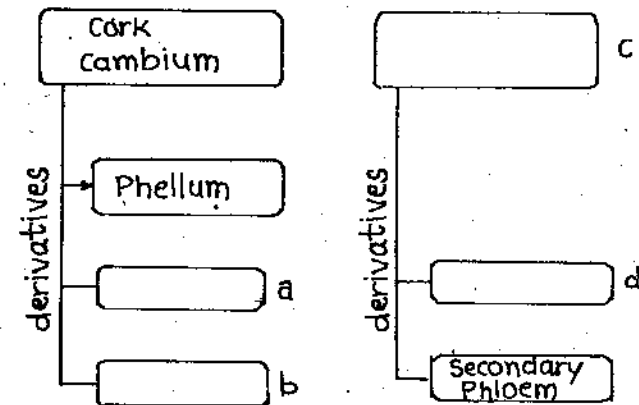 Cork
Cambium
C
Phellum
derivatives
derivatives
a
d
b
Secondary
Phloem